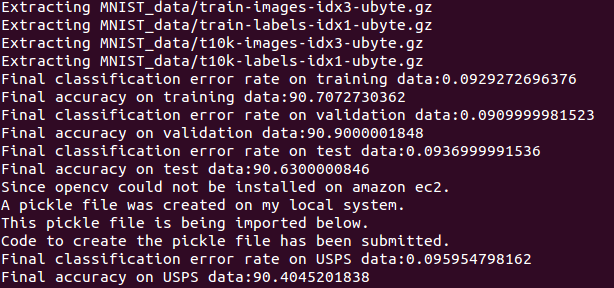 Extracting MNIST_data/train-images-idx3-ubyte.gz
Extracting MNIST_data/train-labels-idx1-ubyte.gz
Extracting MNIST_data/t10k-images-idx3-ubyte.gz
Extracting MNIST_data/t10k-labels-idx1-ubyte.gz
Final classification error rate on training data:0.0929272696376
Final accuracy on training data:90.7072730362
Final classification error rate on validation data:0.0909999981523
Final accuracy on validation data:90.9000001848
Final classification error rate on test data:0.0936999991536
Final accuracy on test data:90.6300000846
Since opencv could not be installed on amazon ec2.
A pickle file was created on my local system.
This pickle file is being imported below.
Code to create the pickle file has been submitted.
Final classification error rate on USPS data:0.095954798162
Final accuracy on USPS data:90.4045201838